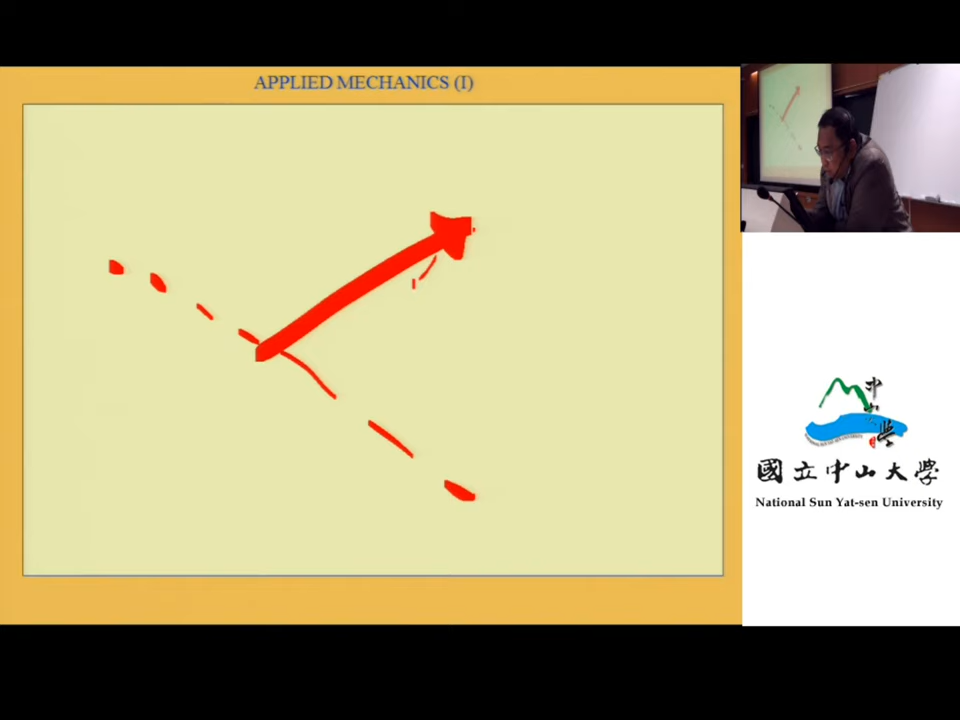 APPLIED MECHANICS (I)
國立中山大學
National Sun Yat-sen University